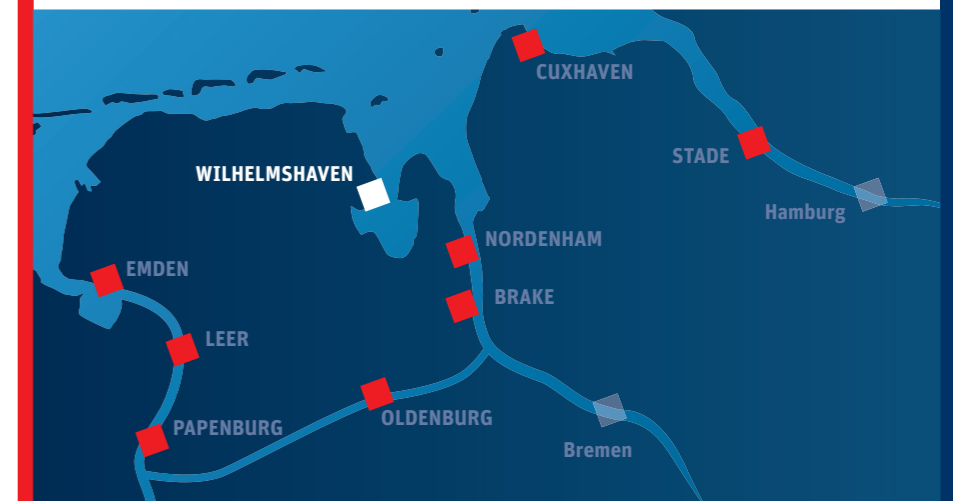 CUXHAVEN
STADE
WILHELMSHAVEN
Hamburg
NORDENHAM
EMDEN
BRAKE
LEER
OLDENBURG
PAPENBURG
Bremen